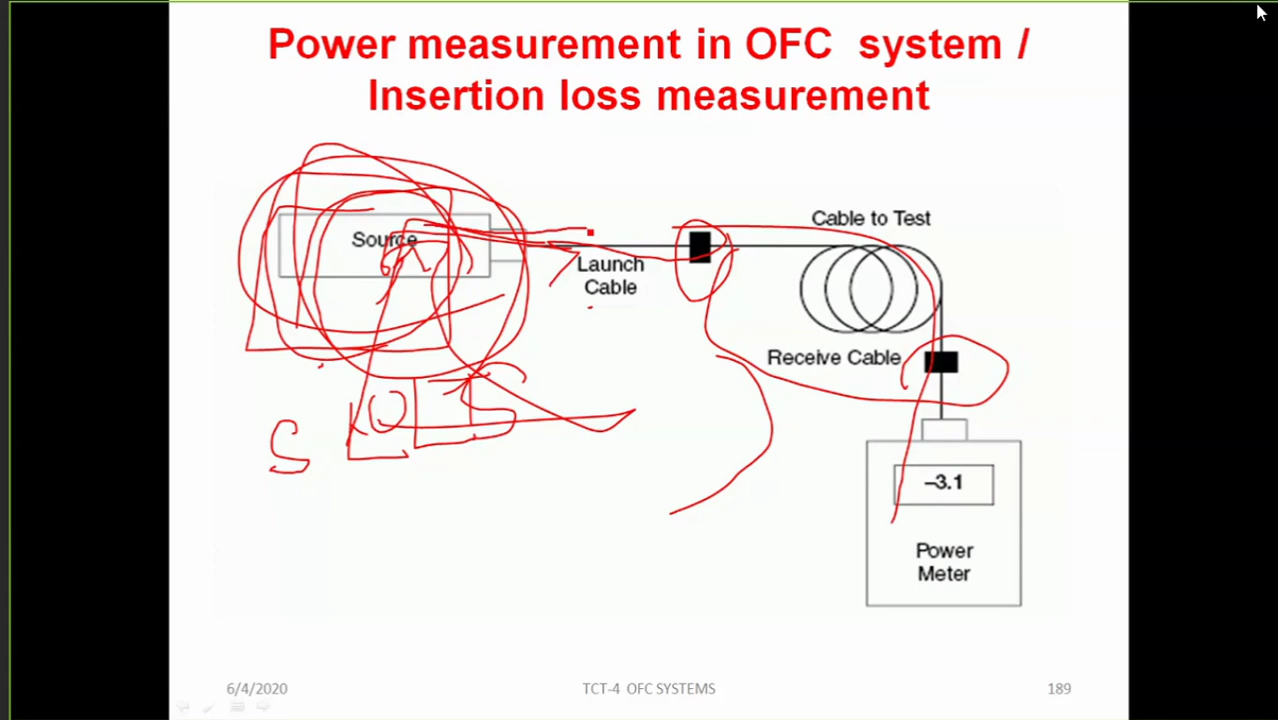 Power measurement in OFC system /
Insertion loss measurement
Source
Launch
Cable
Cable to Test
Receive Cable
–3.1
Power
Meter
6/4/2020
TCT-4 OFC SYSTEMS
189